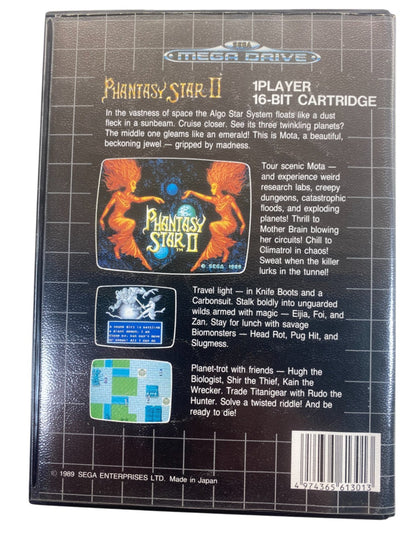 SEGA
MEGA DRIVE
PHANTASY STAR II
1PLAYER
16-BIT CARTRIDGE
In the vastness of space the Algo Star System floats like a dust
fleck in a sunbeam. Cruise closer. See its three twinkling planets?
The middle one gleams like an emerald! This is Mota, a beautiful,
beckoning jewel — gripped by madness.
Tour scenic Mota —
and experience weird
research labs, creepy
dungeons, catastrophic
floods, and exploding
planets! Thrill to
Mother Brain blowing
her circuits! Chill to
Climatrol in chaos!
Sweat when the killer
lurks in the tunnel!
PHANTASY
STAR II
© SEGA 1989
Travel light — in Knife Boots and a
Carbonsuit. Stalk boldly into unguarded
wilds armed with magic — Eijia, Foi, and
Zan. Stay for lunch with savage
Biomonsters — Head Rot, Pug Hit, and
Slugmess.
Planet-trot with friends — Hugh the
Biologist, Shir the Thief, Kain the
Wrecker. Trade Titanigear with Rudo the
Hunter. Solve a twisted riddle! And be
ready to die!
© 1989 SEGA ENTERPRISES LTD. Made in Japan
4 974365 613013